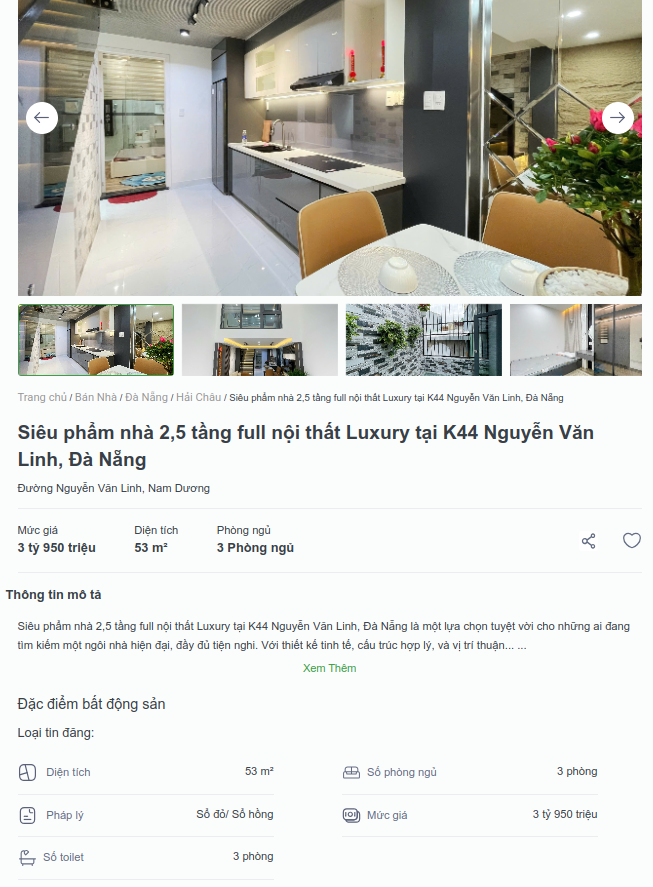 Trang chủ / Bán Nhà / Đà Nẵng / Hải Châu / Siêu phẩm nhà 2,5 tầng full nội thất Luxury tại K44 Nguyễn Văn Linh, Đà Nẵng
Siêu phẩm nhà 2,5 tầng full nội thất Luxury tại K44 Nguyễn Văn
Linh, Đà Nẵng
Đường Nguyễn Văn Linh, Nam Dương
Mức giá Diện tích Phòng ngủ
3 tỷ 950 triệu 53 m² 3 Phòng ngủ
Thông tin mô tả
Siêu phẩm nhà 2,5 tầng full nội thất Luxury tại K44 Nguyễn Văn Linh, Đà Nẵng là một lựa chọn tuyệt vời cho những ai đang
tìm kiếm một ngôi nhà hiện đại, đầy đủ tiện nghi. Với thiết kế tinh tế, cấu trúc hợp lý, và vị trí thuận... ...
Xem Thêm
Đặc điểm bất động sản
Loại tin đăng:
Diện tích 53 m² Số phòng ngủ 3 phòng
Pháp lý Sổ đỏ/ Sổ hồng Mức giá 3 tỷ 950 triệu
Số toilet 3 phòng